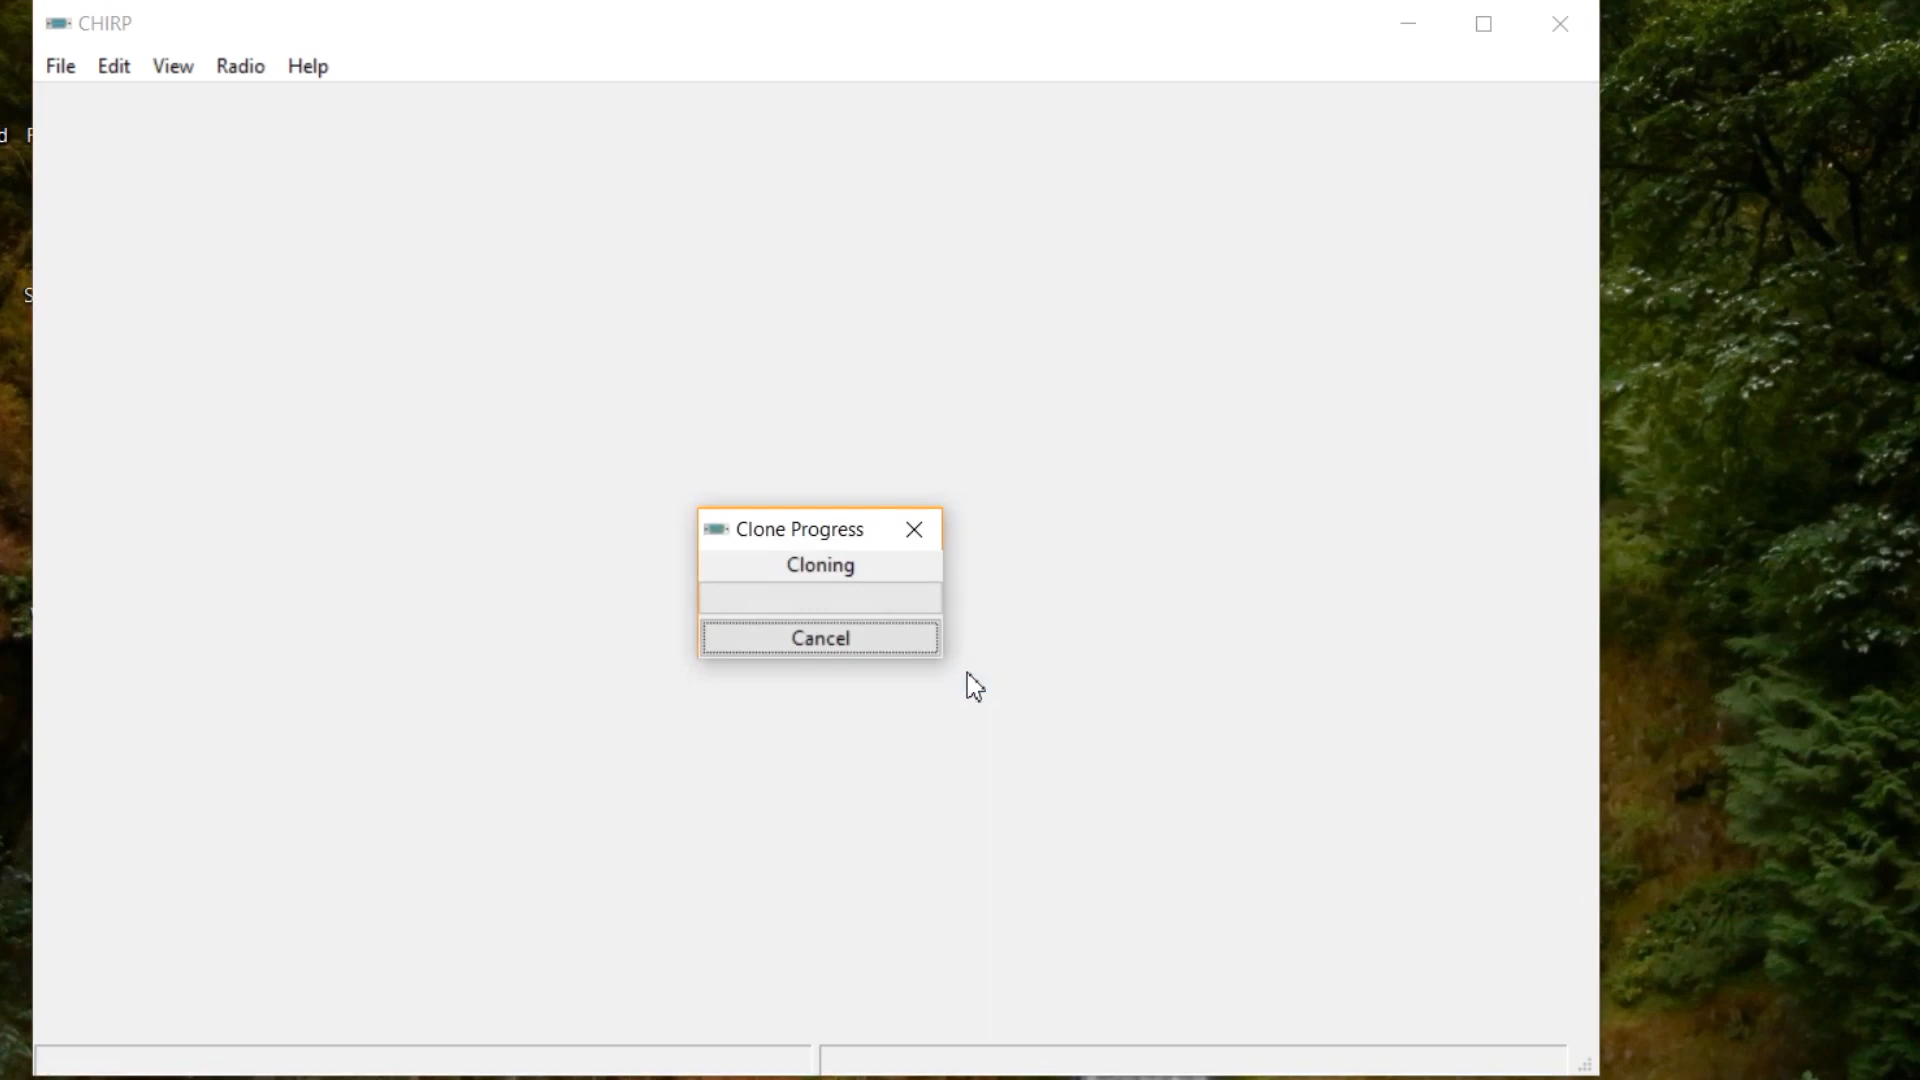 CHIRP
File Edit View Radio Help
d F
S
Clone Progress
Cloning
Cancel